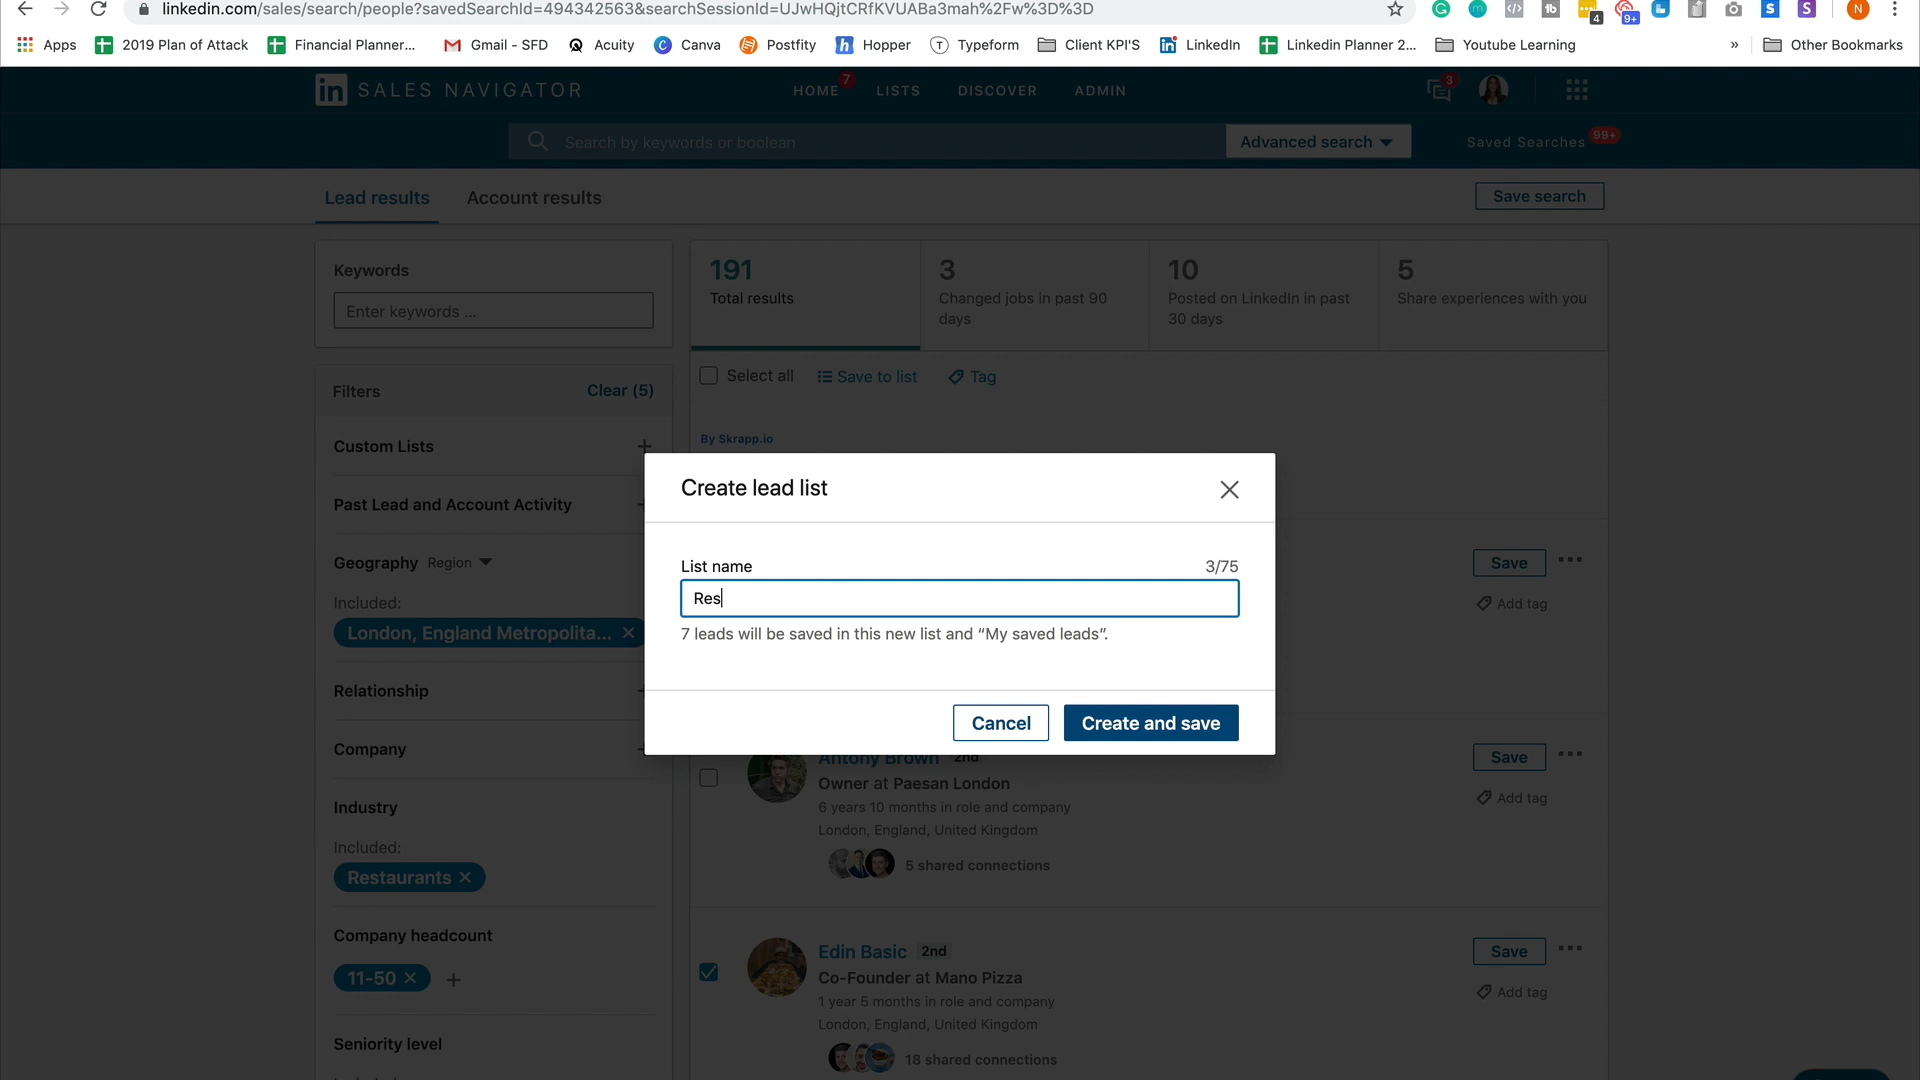 linkedin.com/sales/search/people?savedSearchId=494342563&searchSessionId=UJwHQjtCRfKVUABa3mah%2Fw%3D%3D
4
9+
N
Apps
2019 Plan of Attack
Financial Planner...
Gmail - SFD
Acuity
Canva
Postfity
Hopper
Typeform
Client KPI'S
LinkedIn
Linkedin Planner 2...
Youtube Learning
»
Other Bookmarks
in SALES NAVIGATOR
HOME
7
LISTS
DISCOVER
ADMIN
3
Search by keywords or boolean
Advanced search
Saved Searches
99+
Lead results
Account results
Save search
Keywords
Enter keywords ...
191
Total results
3
Changed jobs in past 90
days
10
Posted on LinkedIn in past
30 days
5
Share experiences with you
Select all
Save to list
Tag
By Skrapp.io
Filters
Clear (5)
Custom Lists
Past Lead and Account Activity
Geography Region
Included:
London, England Metropolita...
Relationship
Company
Industry
Included:
Restaurants
Company headcount
11-50
Seniority level
Create lead list
List name
3/75
Res
7 leads will be saved in this new list and “My saved leads”.
Cancel
Create and save
Save
Add tag
Antony Brown 2nd
Owner at Paesan London
6 years 10 months in role and company
London, England, United Kingdom
5 shared connections
Save
Add tag
Edin Basic 2nd
Co-Founder at Mano Pizza
1 year 5 months in role and company
London, England, United Kingdom
18 shared connections
Save
Add tag